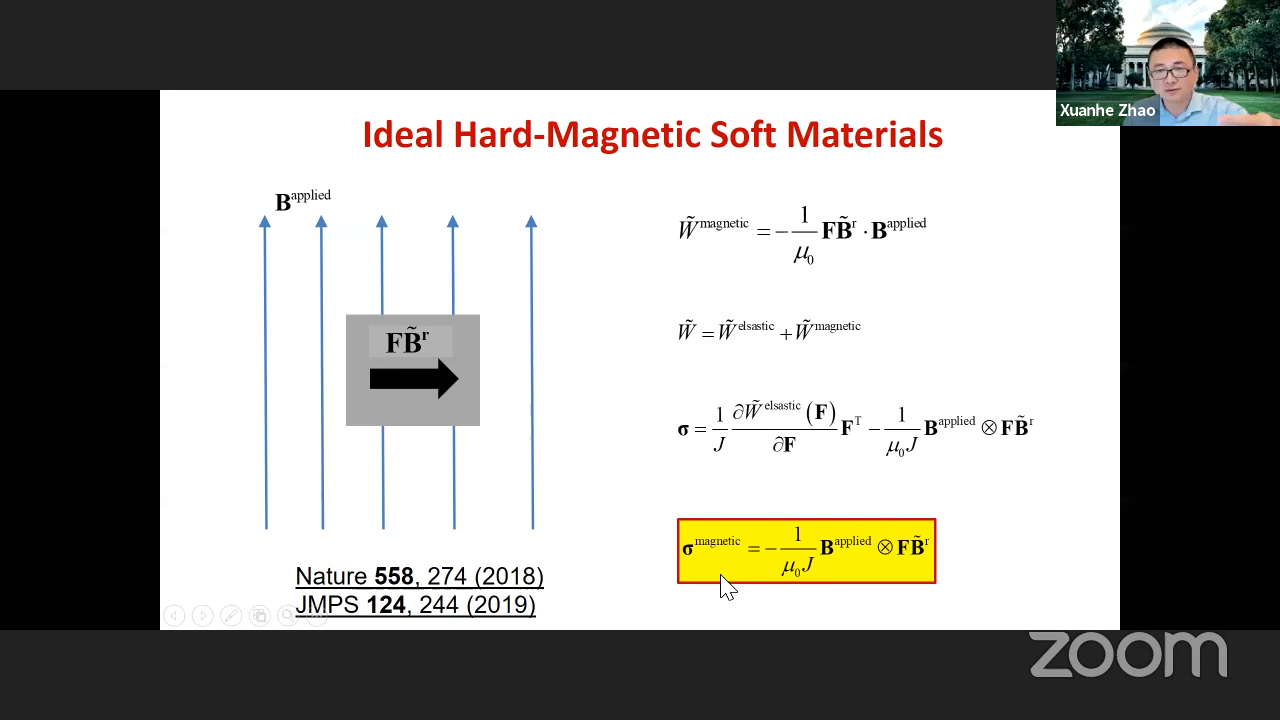 Xuanhe Zhao
Ideal Hard-Magnetic Soft Materials
B^applied
FB̃^r
W̃^magnetic = −(1/μ₀) FB̃^r · B^applied
W̃ = W̃^elsastic + W̃^magnetic
σ = (1/J) (∂W̃^elsastic(F)/∂F) F^T − (1/(μ₀J)) B^applied ⊗ FB̃^r
σ^magnetic = −(1/(μ₀J)) B^applied ⊗ FB̃^r
Nature 558, 274 (2018)
JMPS 124, 244 (2019)
zoom